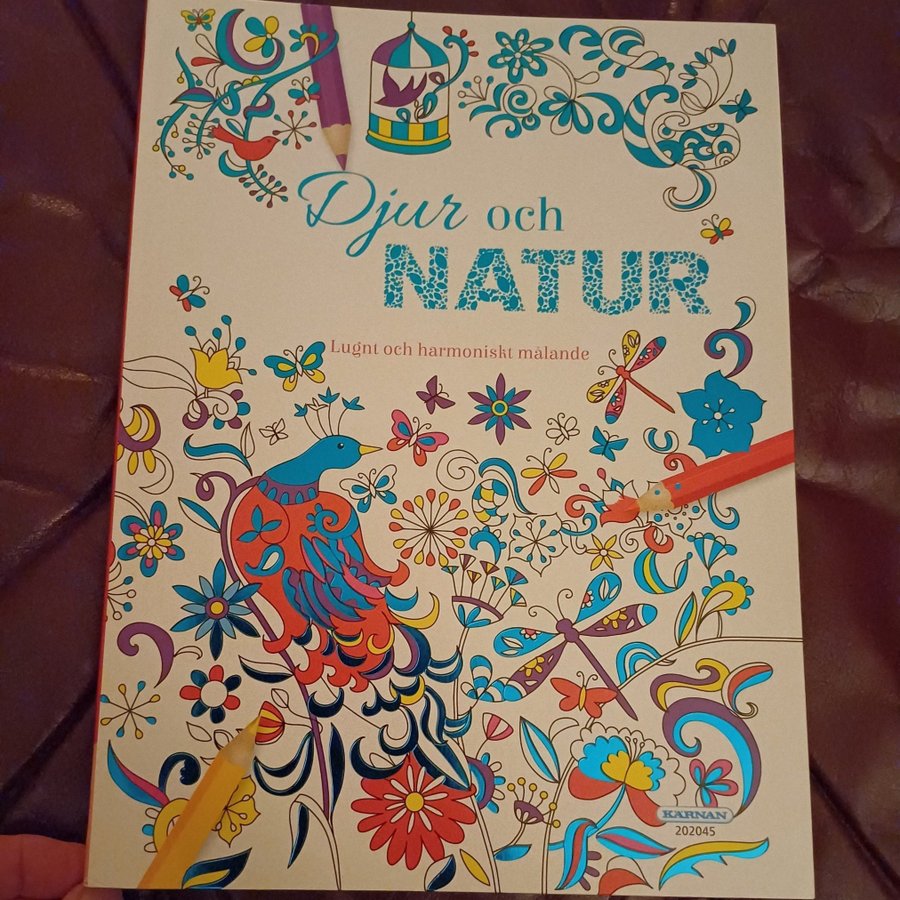 Djur och
NATUR
Lugnt och harmoniskt målande
KÄRNAN
202045